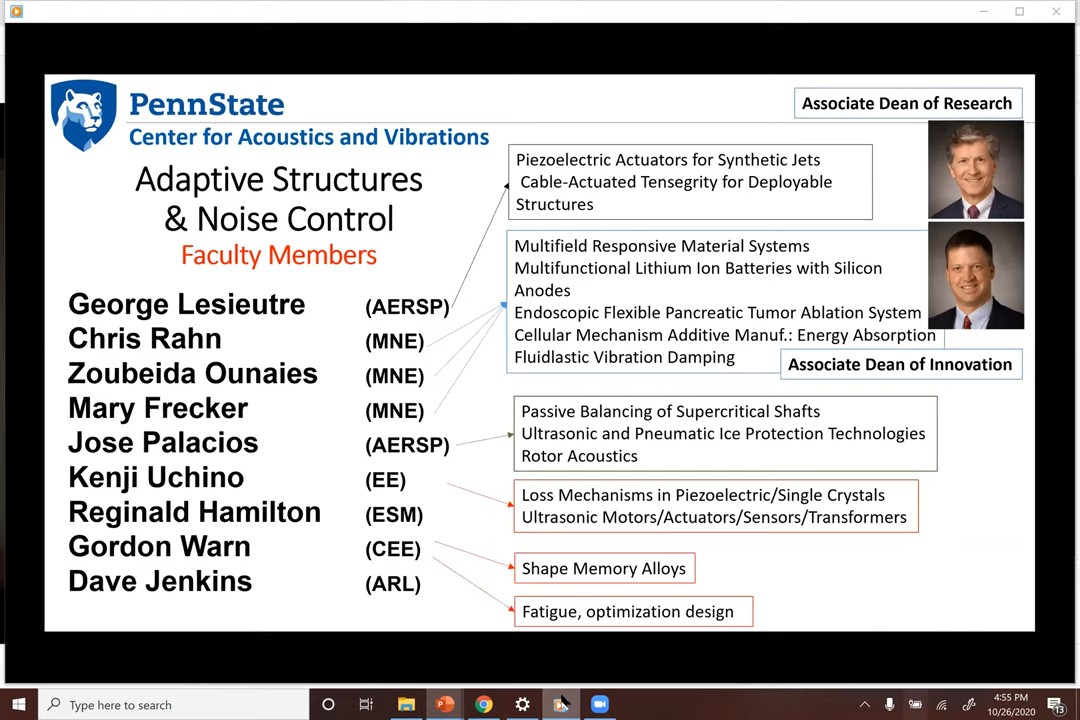 PennState
Center for Acoustics and Vibrations
Associate Dean of Research
Adaptive Structures
& Noise Control
Faculty Members
George Lesieutre (AERSP)
Chris Rahn (MNE)
Zoubeida Ounaies (MNE)
Mary Frecker (MNE)
Jose Palacios (AERSP)
Kenji Uchino (EE)
Reginald Hamilton (ESM)
Gordon Warn (CEE)
Dave Jenkins (ARL)
Piezoelectric Actuators for Synthetic Jets
Cable-Actuated Tensegrity for Deployable
Structures
Multifield Responsive Material Systems
Multifunctional Lithium Ion Batteries with Silicon
Anodes
Endoscopic Flexible Pancreatic Tumor Ablation System
Cellular Mechanism Additive Manuf.: Energy Absorption
Fluidlastic Vibration Damping
Associate Dean of Innovation
Passive Balancing of Supercritical Shafts
Ultrasonic and Pneumatic Ice Protection Technologies
Rotor Acoustics
Loss Mechanisms in Piezoelectric/Single Crystals
Ultrasonic Motors/Actuators/Sensors/Transformers
Shape Memory Alloys
Fatigue, optimization design
Type here to search
4:55 PM
10/26/2020
13